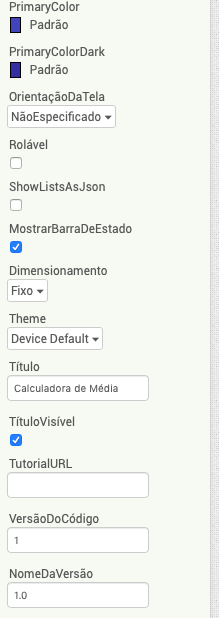 PrimaryColor
Padrão
PrimaryColorDark
Padrão
OrientaçãoDaTela
NãoEspecificado
Rolável
ShowListsAsJson
MostrarBarraDeEstado
Dimensionamento
Fixo
Theme
Device Default
Título
Calculadora de Média
TítuloVisível
TutorialURL
VersãoDoCódigo
1
NomeDaVersão
1.0